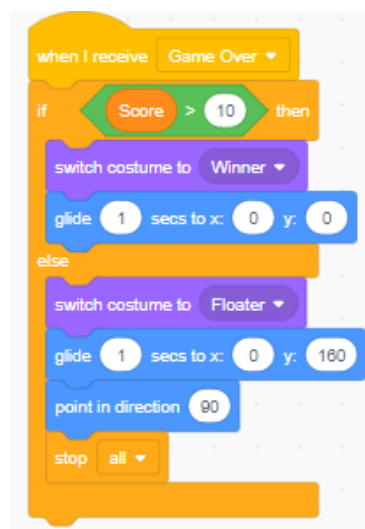 when I receive Game Over
if Score > 10 then
switch costume to Winner
glide 1 secs to x: 0 y: 0
else
switch costume to Floater
glide 1 secs to x: 0 y: 160
point in direction 90
stop all